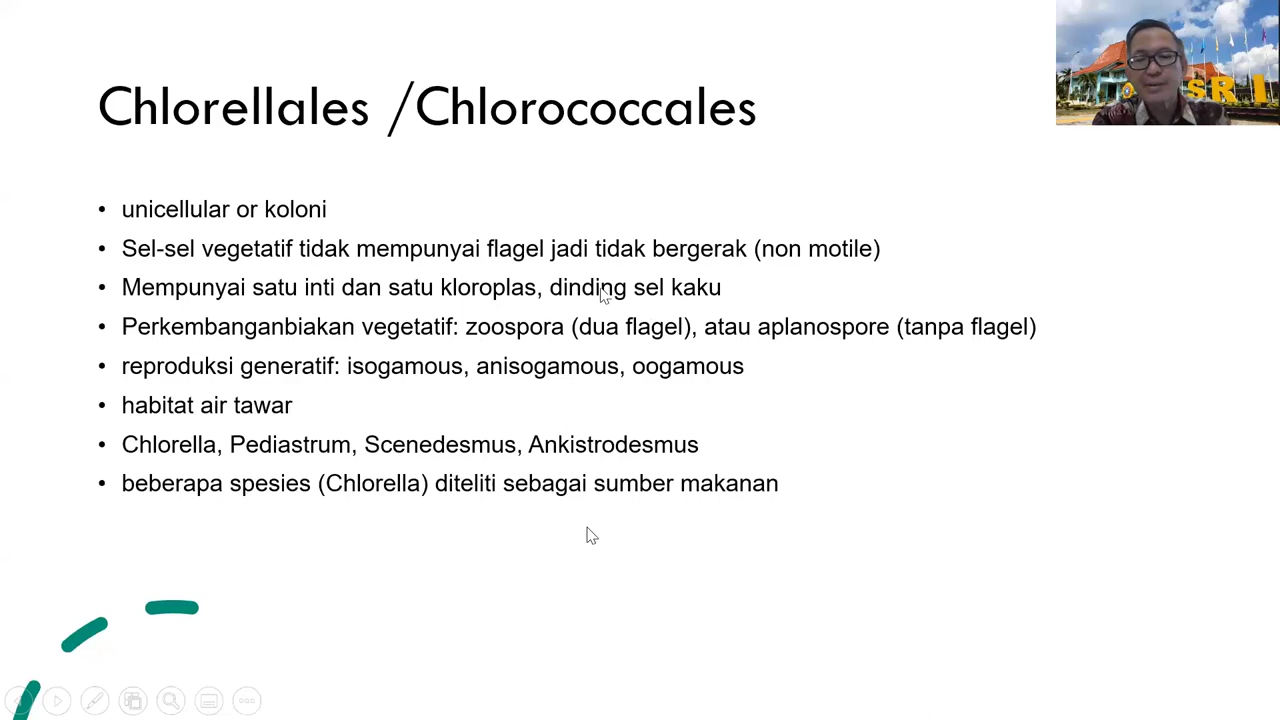 Chlorellales /Chlorococcales
• unicellular or koloni
• Sel-sel vegetatif tidak mempunyai flagel jadi tidak bergerak (non motile)
• Mempunyai satu inti dan satu kloroplas, dinding sel kaku
• Perkembanganbiakan vegetatif: zoospora (dua flagel), atau aplanospore (tanpa flagel)
• reproduksi generatif: isogamous, anisogamous, oogamous
• habitat air tawar
• Chlorella, Pediastrum, Scenedesmus, Ankistrodesmus
• beberapa spesies (Chlorella) diteliti sebagai sumber makanan
SRI